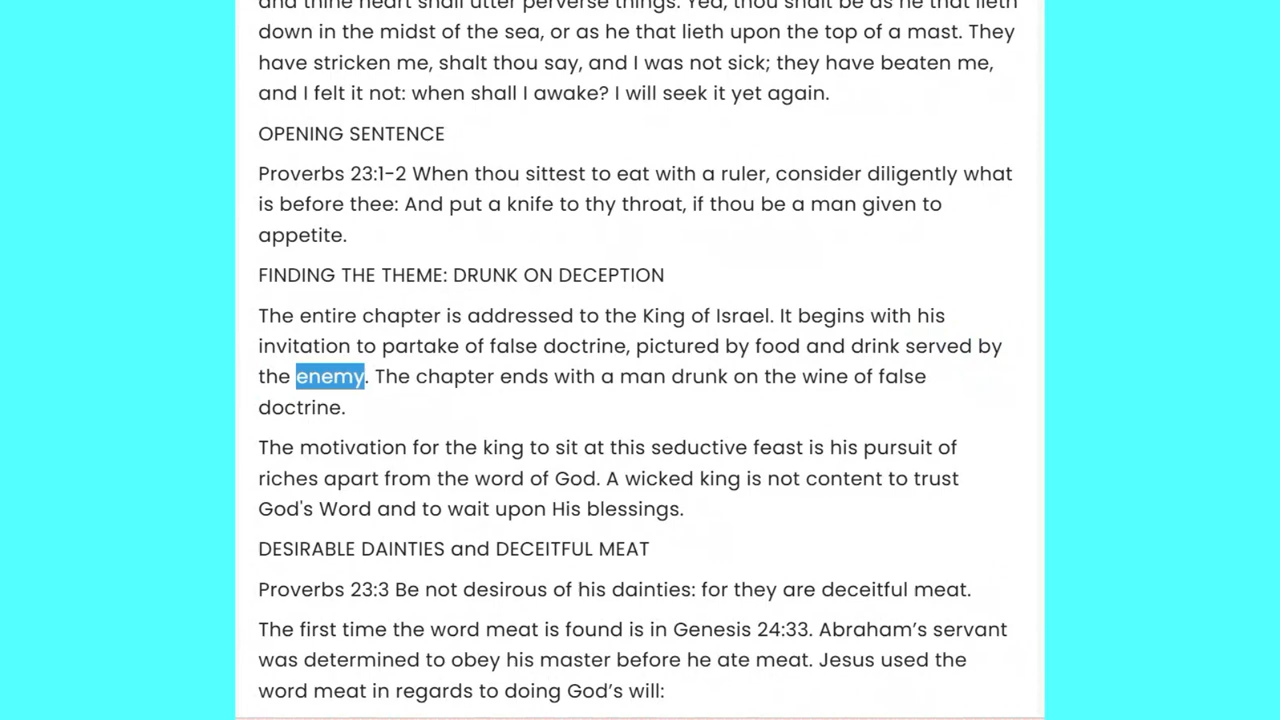 and thine heart shall utter perverse things. Yea, thou shalt be as he that lieth
down in the midst of the sea, or as he that lieth upon the top of a mast. They
have stricken me, shalt thou say, and I was not sick; they have beaten me,
and I felt it not: when shall I awake? I will seek it yet again.
OPENING SENTENCE
Proverbs 23:1-2 When thou sittest to eat with a ruler, consider diligently what
is before thee: And put a knife to thy throat, if thou be a man given to
appetite.
FINDING THE THEME: DRUNK ON DECEPTION
The entire chapter is addressed to the King of Israel. It begins with his
invitation to partake of false doctrine, pictured by food and drink served by
the enemy. The chapter ends with a man drunk on the wine of false
doctrine.
The motivation for the king to sit at this seductive feast is his pursuit of
riches apart from the word of God. A wicked king is not content to trust
God's Word and to wait upon His blessings.
DESIRABLE DAINTIES and DECEITFUL MEAT
Proverbs 23:3 Be not desirous of his dainties: for they are deceitful meat.
The first time the word meat is found is in Genesis 24:33. Abraham’s servant
was determined to obey his master before he ate meat. Jesus used the
word meat in regards to doing God’s will: